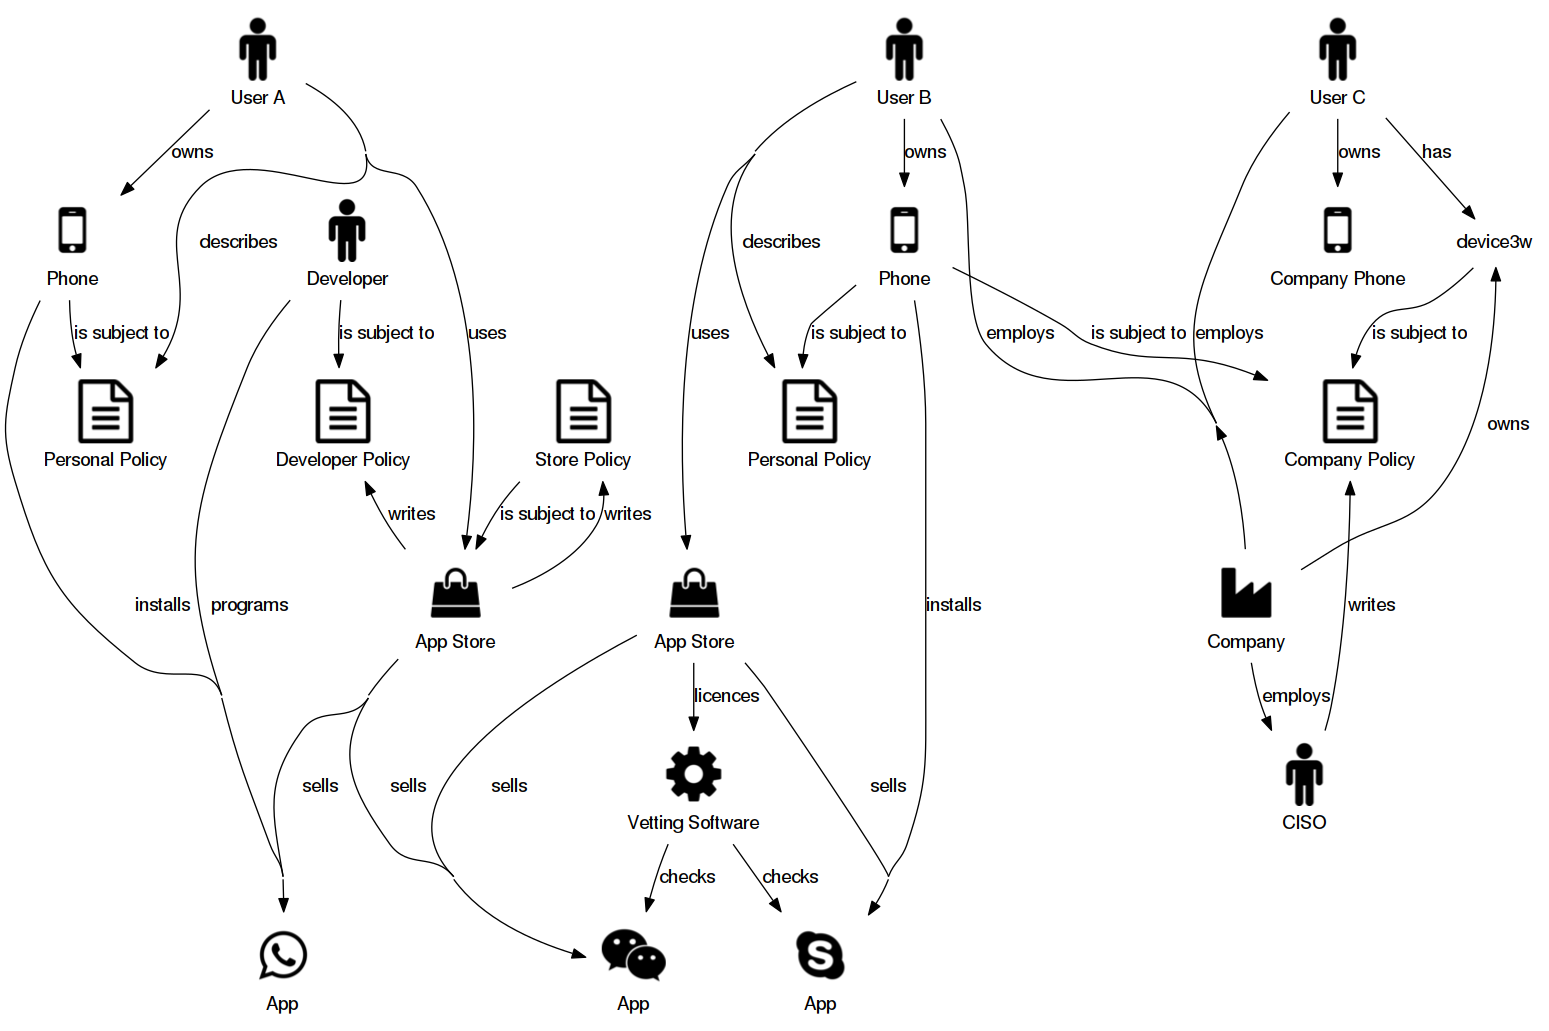 User A
User B
User C
owns
owns
owns
has
describes
describes
device3w
Phone
Developer
Phone
Company Phone
is subject to
is subject to
uses
uses
is subject to
employs
is subject to
employs
is subject to
owns
Personal Policy
Developer Policy
Store Policy
Personal Policy
Company Policy
writes
is subject to
writes
installs
programs
installs
writes
App Store
App Store
Company
licences
employs
sells
sells
sells
sells
Vetting Software
CISO
checks
checks
S
App
App
App